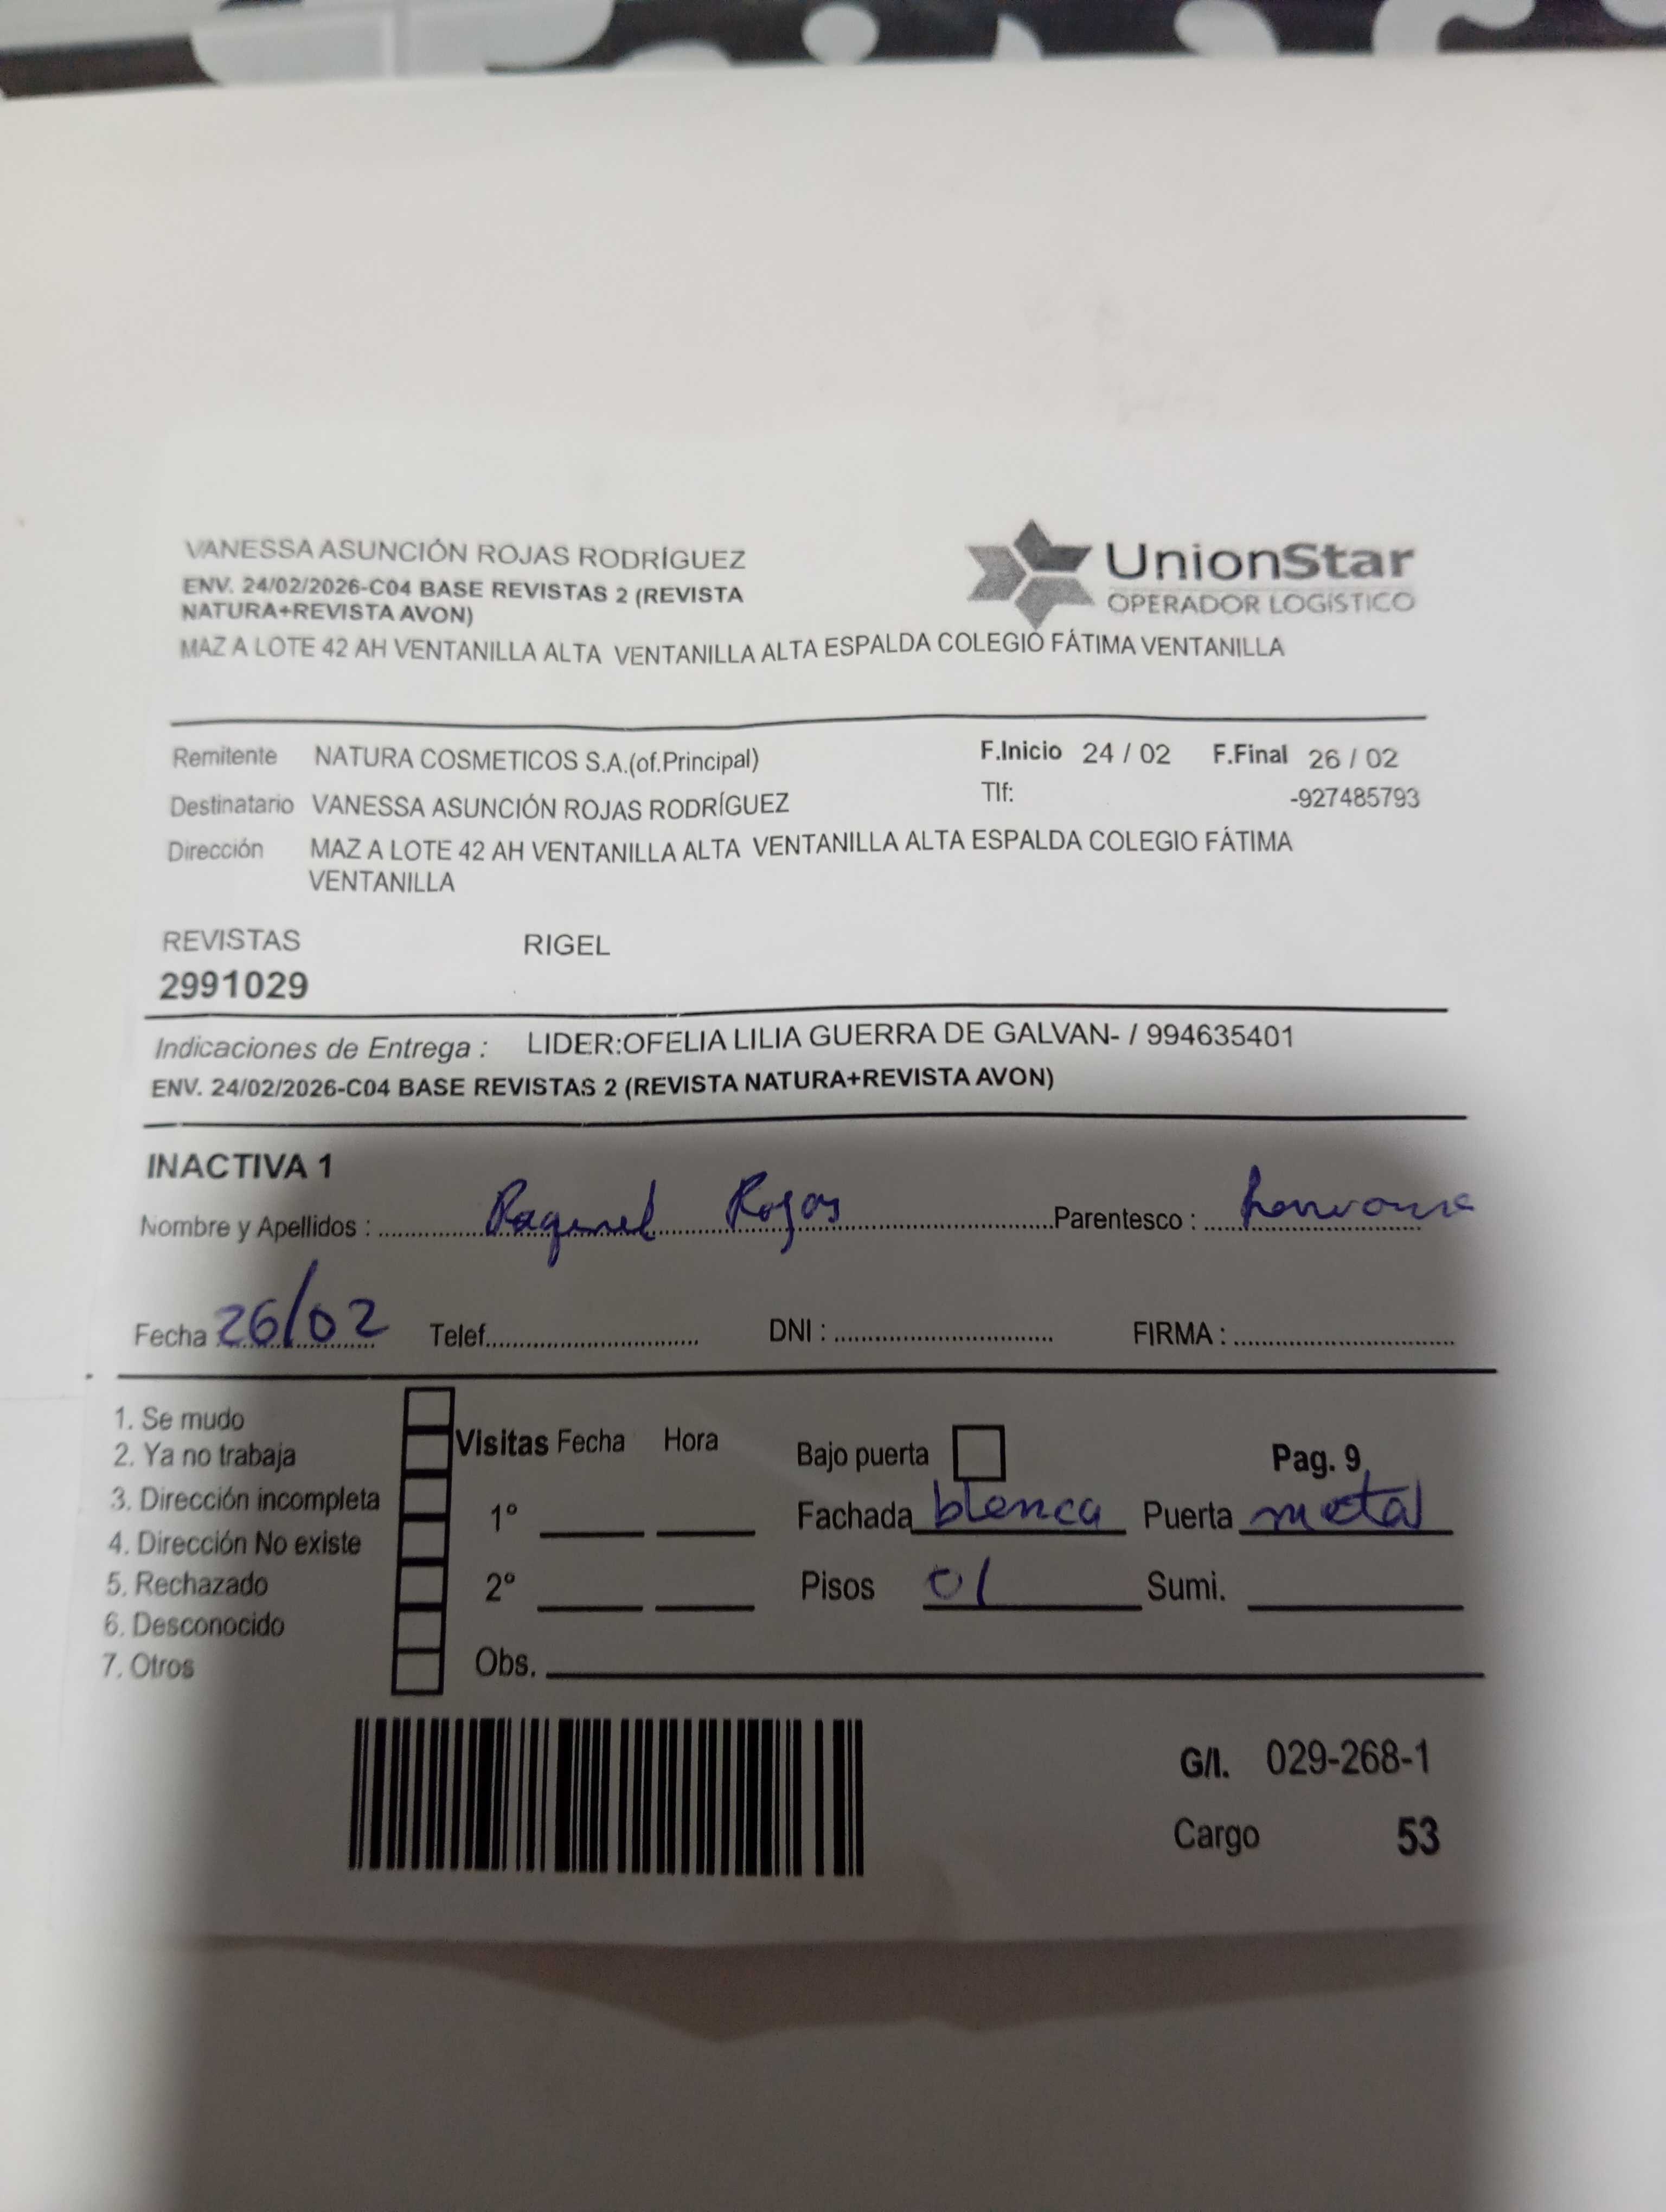 VANESSA ASUNCIÓN ROJAS RODRÍGUEZ
ENV. 24/02/2026-C04 BASE REVISTAS 2 (REVISTA
NATURA+REVISTA AVON)
UnionStar
OPERADOR LOGÍSTICO
MAZ A LOTE 42 AH VENTANILLA ALTA VENTANILLA ALTA ESPALDA COLEGIO FÁTIMA VENTANILLA
Remitente NATURA COSMETICOS S.A.(of.Principal) F.Inicio 24 / 02 F.Final 26 / 02
Destinatario VANESSA ASUNCIÓN ROJAS RODRÍGUEZ Tlf: -927485793
Dirección MAZ A LOTE 42 AH VENTANILLA ALTA VENTANILLA ALTA ESPALDA COLEGIO FÁTIMA
VENTANILLA
REVISTAS RIGEL
2991029
Indicaciones de Entrega : LIDER:OFELIA LILIA GUERRA DE GALVAN- / 994635401
ENV. 24/02/2026-C04 BASE REVISTAS 2 (REVISTA NATURA+REVISTA AVON)
INACTIVA 1
Nombre y Apellidos : Raquel Rojas Parentesco : hermana
Fecha : 26/02 Telef. DNI : FIRMA :
1. Se mudo
2. Ya no trabaja
3. Dirección incompleta
4. Dirección No existe
5. Rechazado
6. Desconocido
7. Otros
Visitas Fecha Hora
1º
2º
Bajo puerta Pag. 9
Fachada blanca Puerta metal
Pisos 01 Sumi.
Obs.
G/I. 029-268-1
Cargo 53